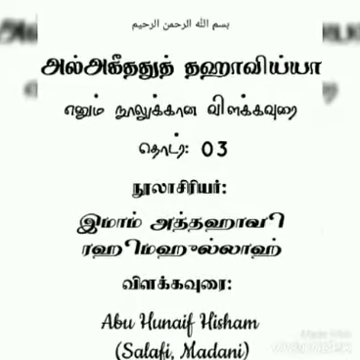 بسم الله الرحمن الرحيم
அல்அகீததுத் தஹாவிய்யா
எனும் நூலுக்கான விளக்கவுரை
தொடர்: 03
நூலாசிரியர்:
இமாம் அத்தஹாவி
ரஹிமஹுல்லாஹ்
விளக்கவுரை:
Abu Hunaif Hisham
(Salafi, Madani)